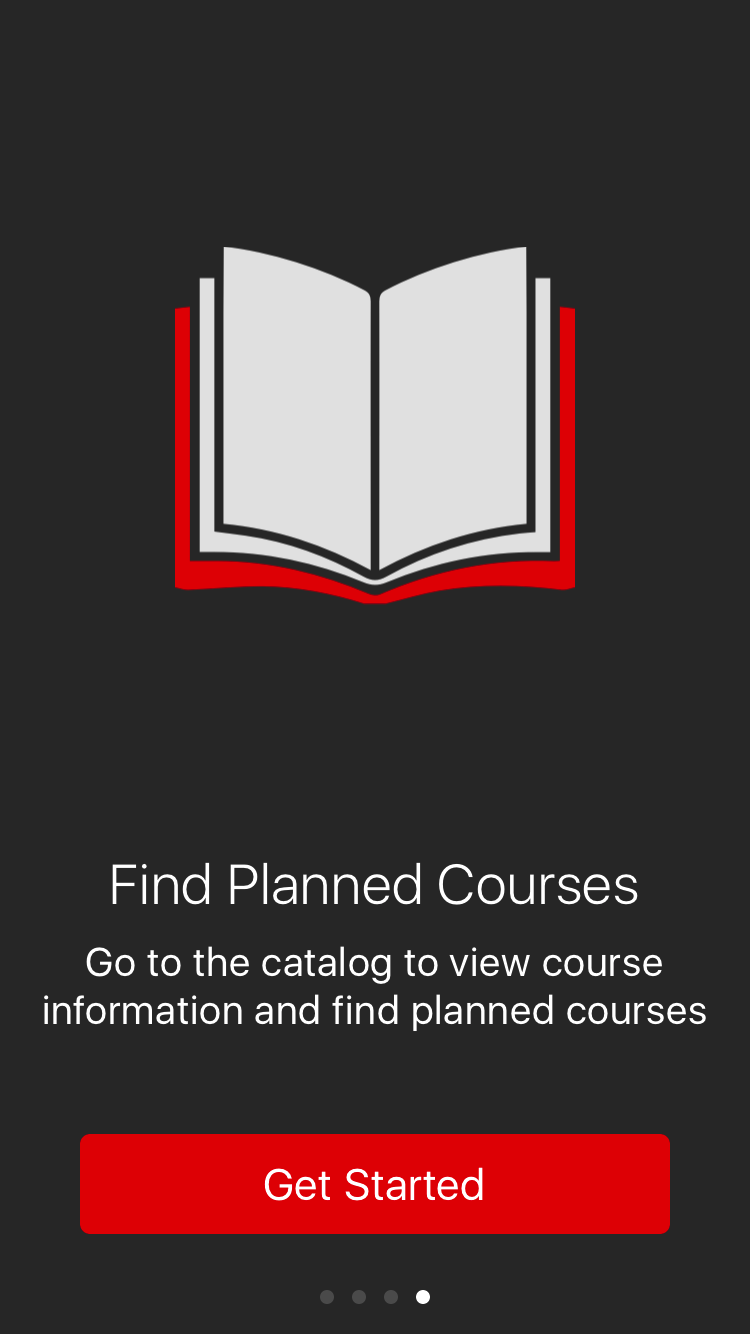 Find Planned Courses
Go to the catalog to view course
information and find planned courses
Get Started